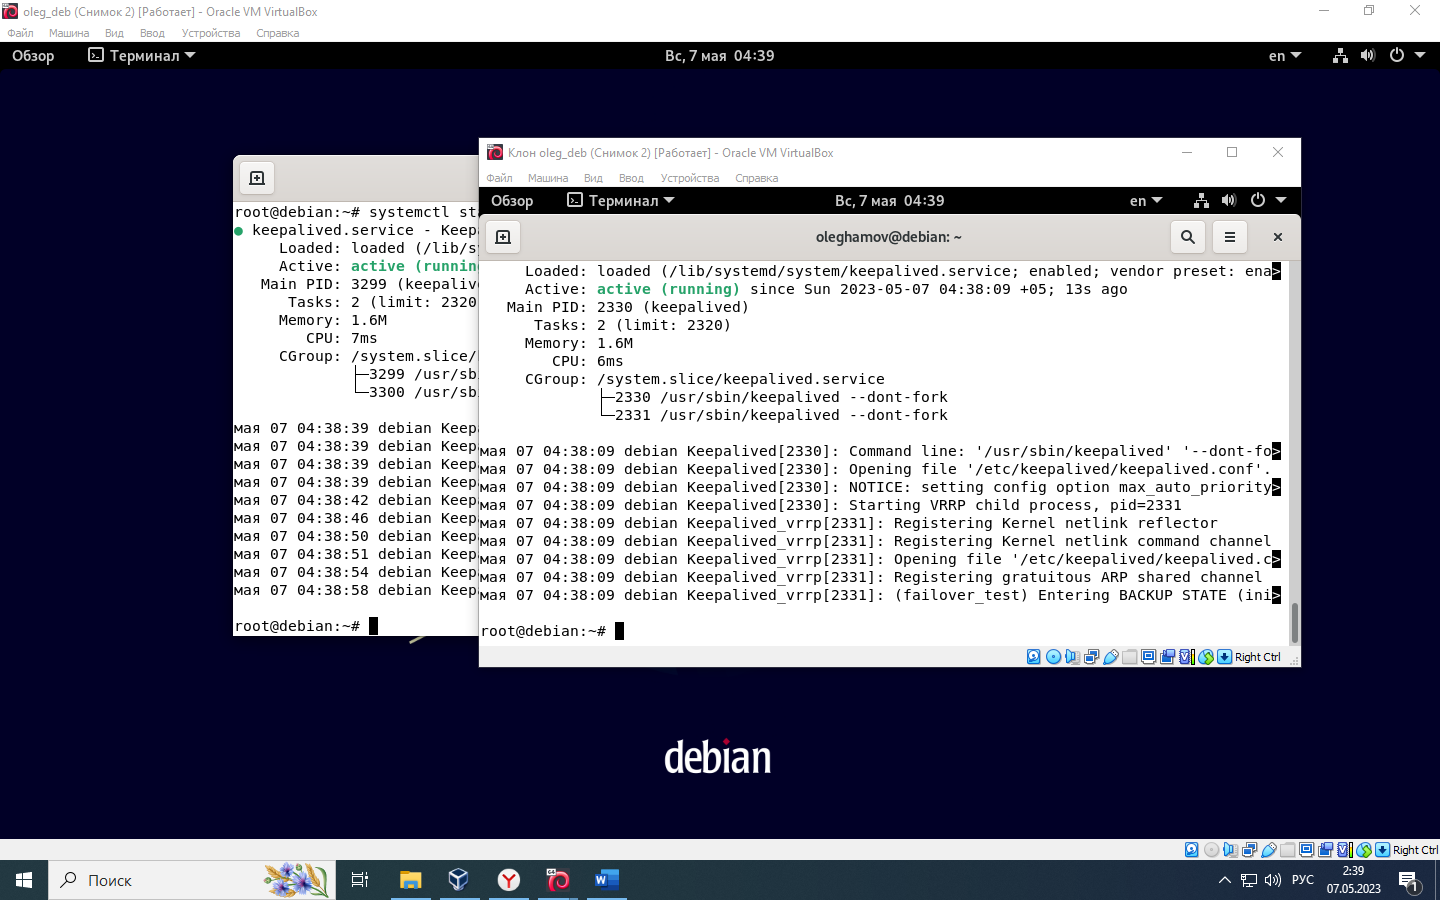 oleg_deb (Снимок 2) [Работает] - Oracle VM VirtualBox
Файл Машина Вид Ввод Устройства Справка
Обзор Терминал Вс, 7 мая 04:39 en
root@debian:~# systemctl st
● keepalived.service - Keep
Loaded: loaded (/lib/s
Active: active (runnin
Main PID: 3299 (keepaliv
Tasks: 2 (limit: 2320
Memory: 1.6M
CPU: 7ms
CGroup: /system.slice/
├─3299 /usr/sb
└─3300 /usr/sb
мая 07 04:38:39 debian Keep
мая 07 04:38:39 debian Keep
мая 07 04:38:39 debian Keep
мая 07 04:38:39 debian Keep
мая 07 04:38:42 debian Keep
мая 07 04:38:46 debian Keep
мая 07 04:38:50 debian Keep
мая 07 04:38:51 debian Keep
мая 07 04:38:54 debian Keep
мая 07 04:38:58 debian Keep
root@debian:~#
Клон oleg_deb (Снимок 2) [Работает] - Oracle VM VirtualBox
Файл Машина Вид Ввод Устройства Справка
Обзор Терминал Вс, 7 мая 04:39 en
oleghamov@debian: ~
Loaded: loaded (/lib/systemd/system/keepalived.service; enabled; vendor preset: ena>
Active: active (running) since Sun 2023-05-07 04:38:09 +05; 13s ago
Main PID: 2330 (keepalived)
Tasks: 2 (limit: 2320)
Memory: 1.6M
CPU: 6ms
CGroup: /system.slice/keepalived.service
├─2330 /usr/sbin/keepalived --dont-fork
└─2331 /usr/sbin/keepalived --dont-fork
мая 07 04:38:09 debian Keepalived[2330]: Command line: '/usr/sbin/keepalived' '--dont-fo>
мая 07 04:38:09 debian Keepalived[2330]: Opening file '/etc/keepalived/keepalived.conf'.
мая 07 04:38:09 debian Keepalived[2330]: NOTICE: setting config option max_auto_priority>
мая 07 04:38:09 debian Keepalived[2330]: Starting VRRP child process, pid=2331
мая 07 04:38:09 debian Keepalived_vrrp[2331]: Registering Kernel netlink reflector
мая 07 04:38:09 debian Keepalived_vrrp[2331]: Registering Kernel netlink command channel
мая 07 04:38:09 debian Keepalived_vrrp[2331]: Opening file '/etc/keepalived/keepalived.c>
мая 07 04:38:09 debian Keepalived_vrrp[2331]: Registering gratuitous ARP shared channel
мая 07 04:38:09 debian Keepalived_vrrp[2331]: (failover_test) Entering BACKUP STATE (ini>
root@debian:~#
Right Ctrl
debian
Right Ctrl
Поиск
РУС
2:39
07.05.2023
1